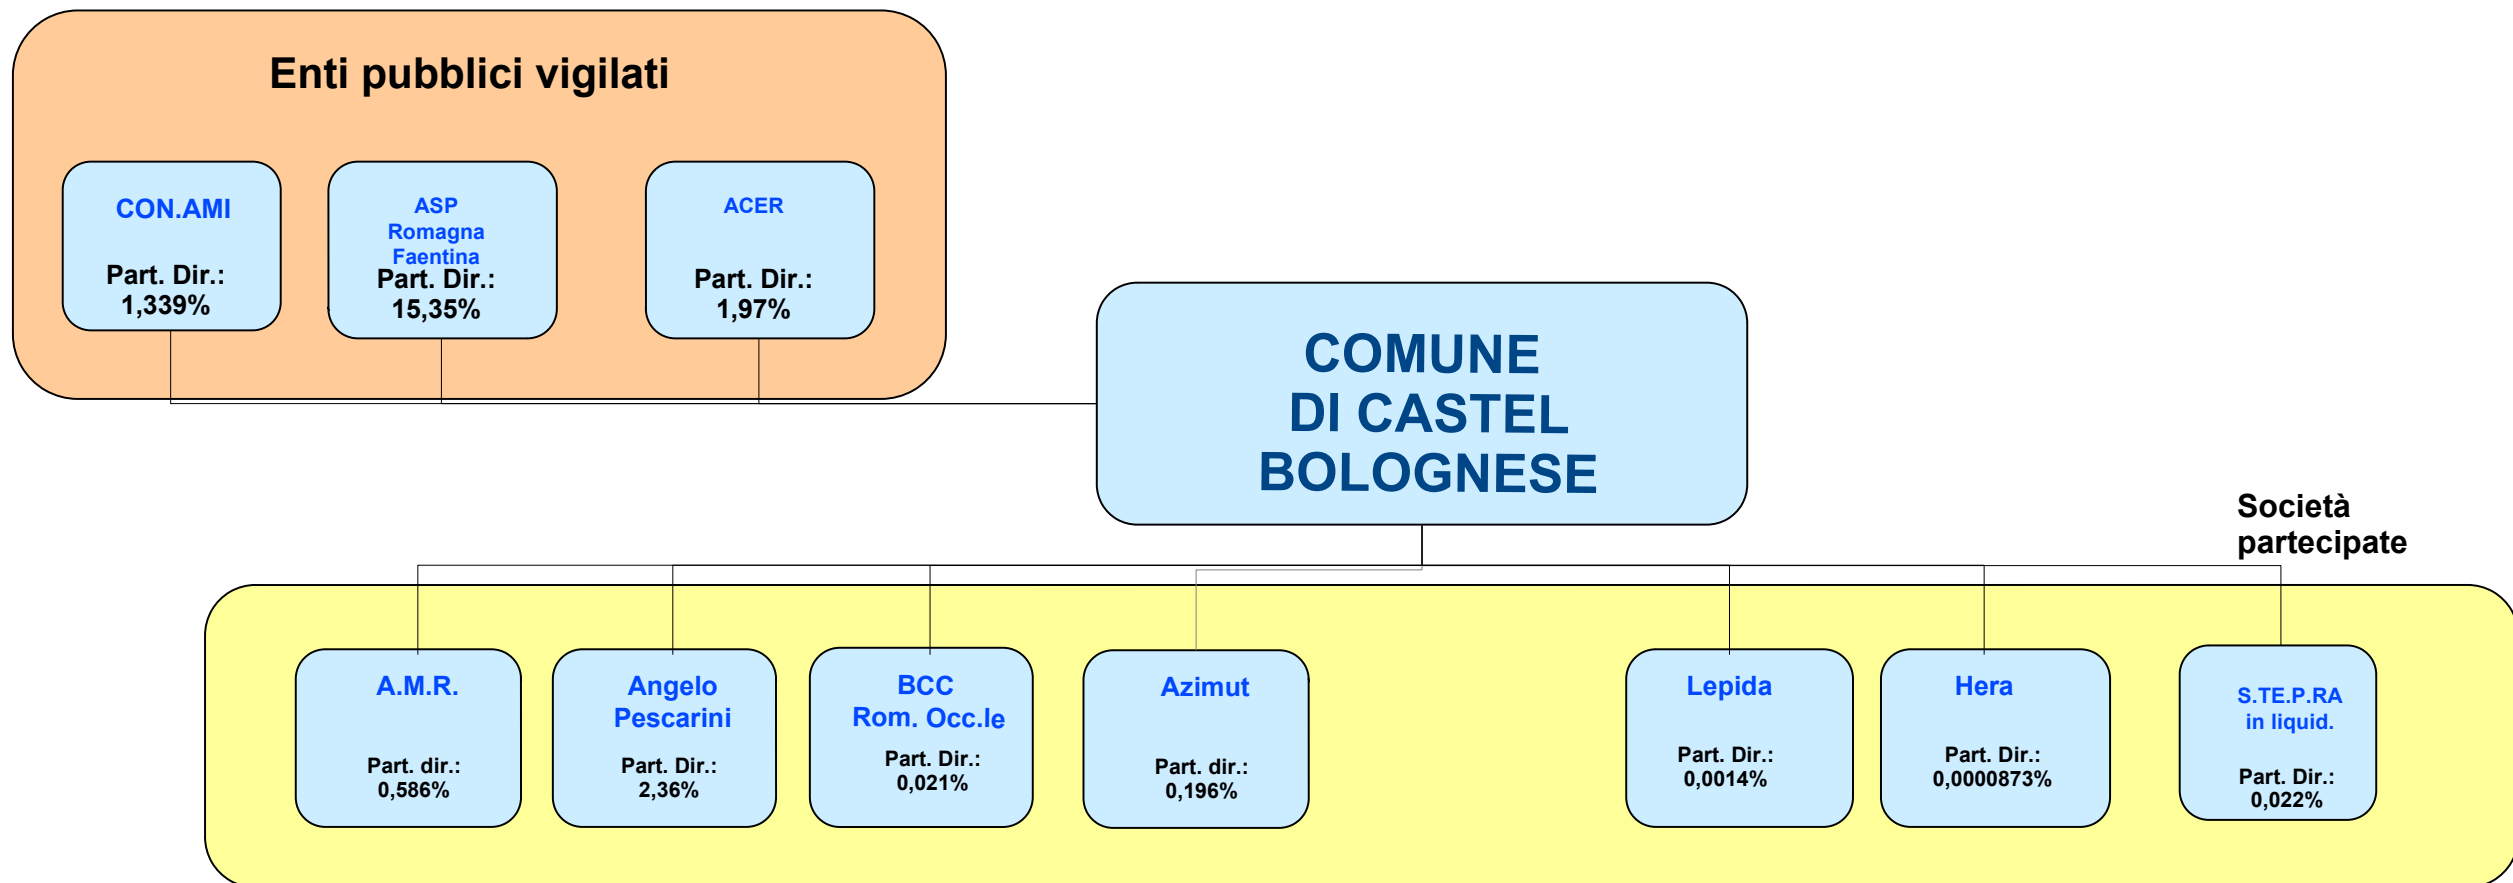 Enti pubblici vigilati
CON.AMI
Part. Dir.:
1,339%
ASP
Romagna
Faentina
Part. Dir.:
15,35%
ACER
Part. Dir.:
1,97%
COMUNE
DI CASTEL
BOLOGNESE
Società
partecipate
A.M.R.
Part. dir.:
0,586%
Angelo
Pescarini
Part. Dir.:
2,36%
BCC
Rom. Occ.le
Part. Dir.:
0,021%
Azimut
Part. dir.:
0,196%
Lepida
Part. Dir.:
0,0014%
Hera
Part. Dir.:
0,0000873%
S.TE.P.RA
in liquid.
Part. Dir.:
0,022%